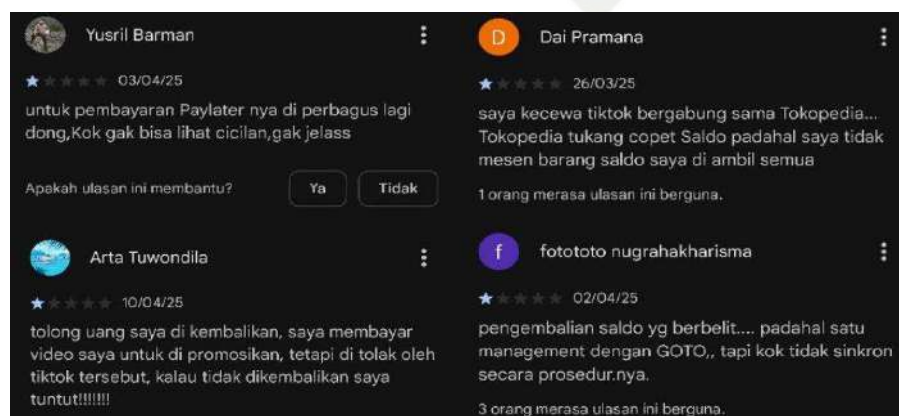 Yusril Barman
03/04/25
untuk pembayaran Paylater nya di perbagus lagi
dong,Kok gak bisa lihat cicilan,gak jelass
Apakah ulasan ini membantu?
Ya
Tidak
Arta Tuwondila
10/04/25
tolong uang saya di kembalikan, saya membayar
video saya untuk di promosikan, tetapi di tolak oleh
tiktok tersebut, kalau tidak dikembalikan saya
tuntut!!!!!!!
D
Dai Pramana
26/03/25
saya kecewa tiktok bergabung sama Tokopedia...
Tokopedia tukang copet Saldo padahal saya tidak
mesen barang saldo saya di ambil semua
1 orang merasa ulasan ini berguna.
f
fotototo nugrahakharisma
02/04/25
pengembalian saldo yg berbelit.... padahal satu
management dengan GOTO,, tapi kok tidak sinkron
secara prosedur.nya.
3 orang merasa ulasan ini berguna.